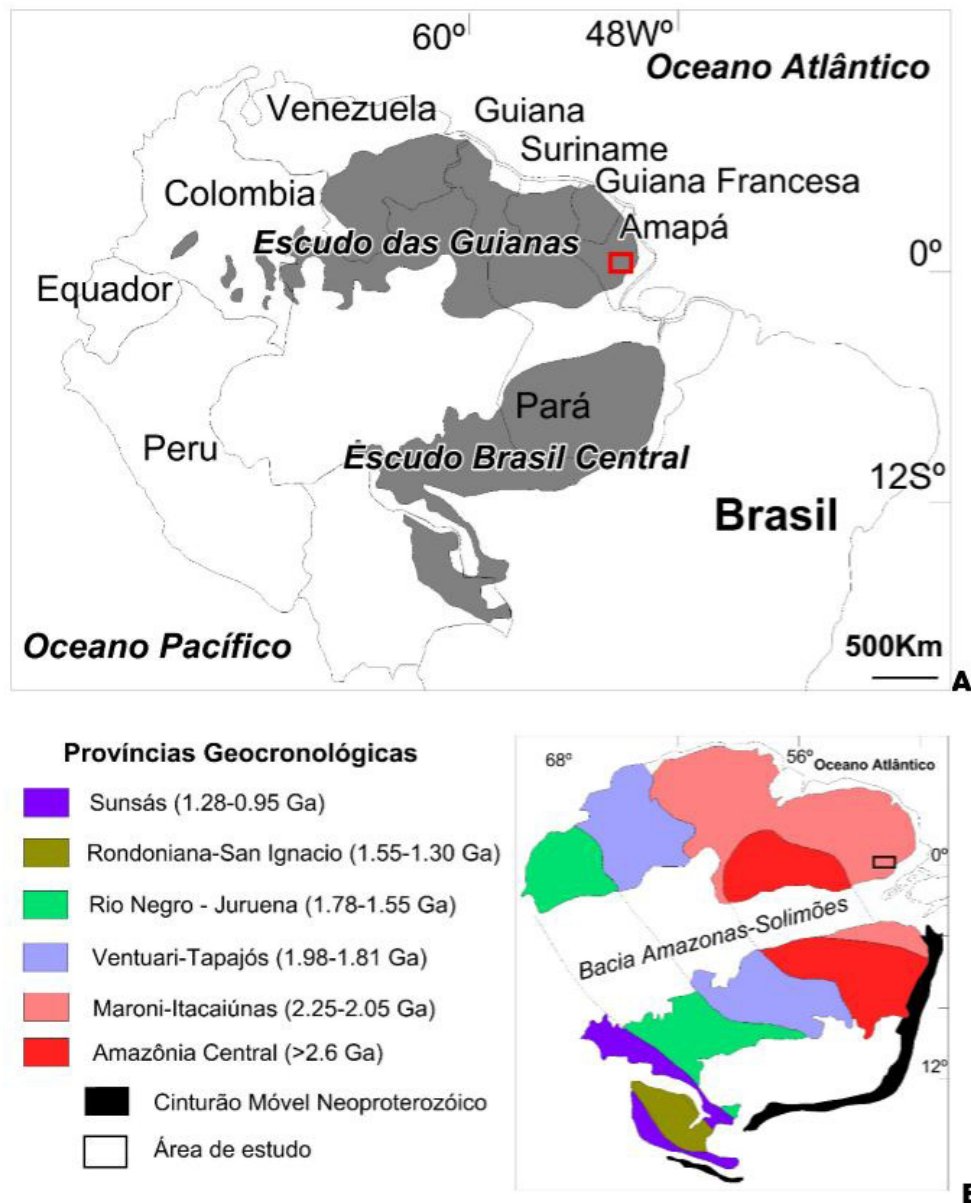 60º
48Wº
Oceano Atlântico
Venezuela
Guiana
Suriname
Guiana Francesa
Colombia
Amapá
Escudo das Guianas
0º
Equador
Pará
Peru
Escudo Brasil Central
12Sº
Brasil
Oceano Pacífico
500Km
A
Províncias Geocronológicas
Sunsás (1.28-0.95 Ga)
Rondoniana-San Ignacio (1.55-1.30 Ga)
Rio Negro - Juruena (1.78-1.55 Ga)
Ventuari-Tapajós (1.98-1.81 Ga)
Maroni-Itacaiúnas (2.25-2.05 Ga)
Amazônia Central (>2.6 Ga)
Cinturão Móvel Neoproterozóico
Área de estudo
68º
56º
Oceano Atlântico
0º
Bacia Amazonas-Solimões
12º